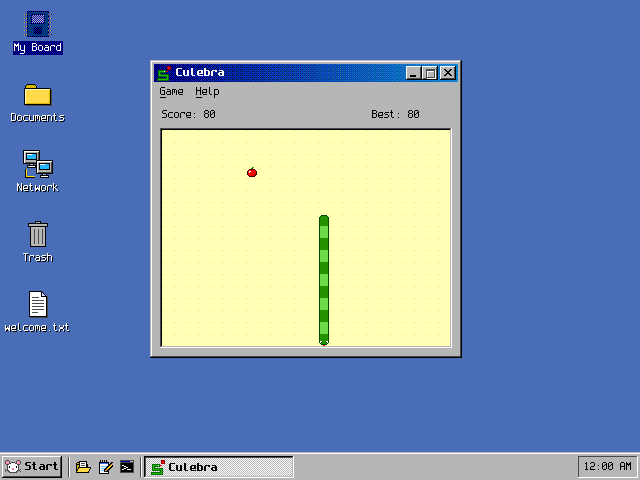 My Board
Documents
Network
Trash
welcome.txt
Culebra
Game Help
Score: 80 Best: 80
Start
Culebra
12:00 AM